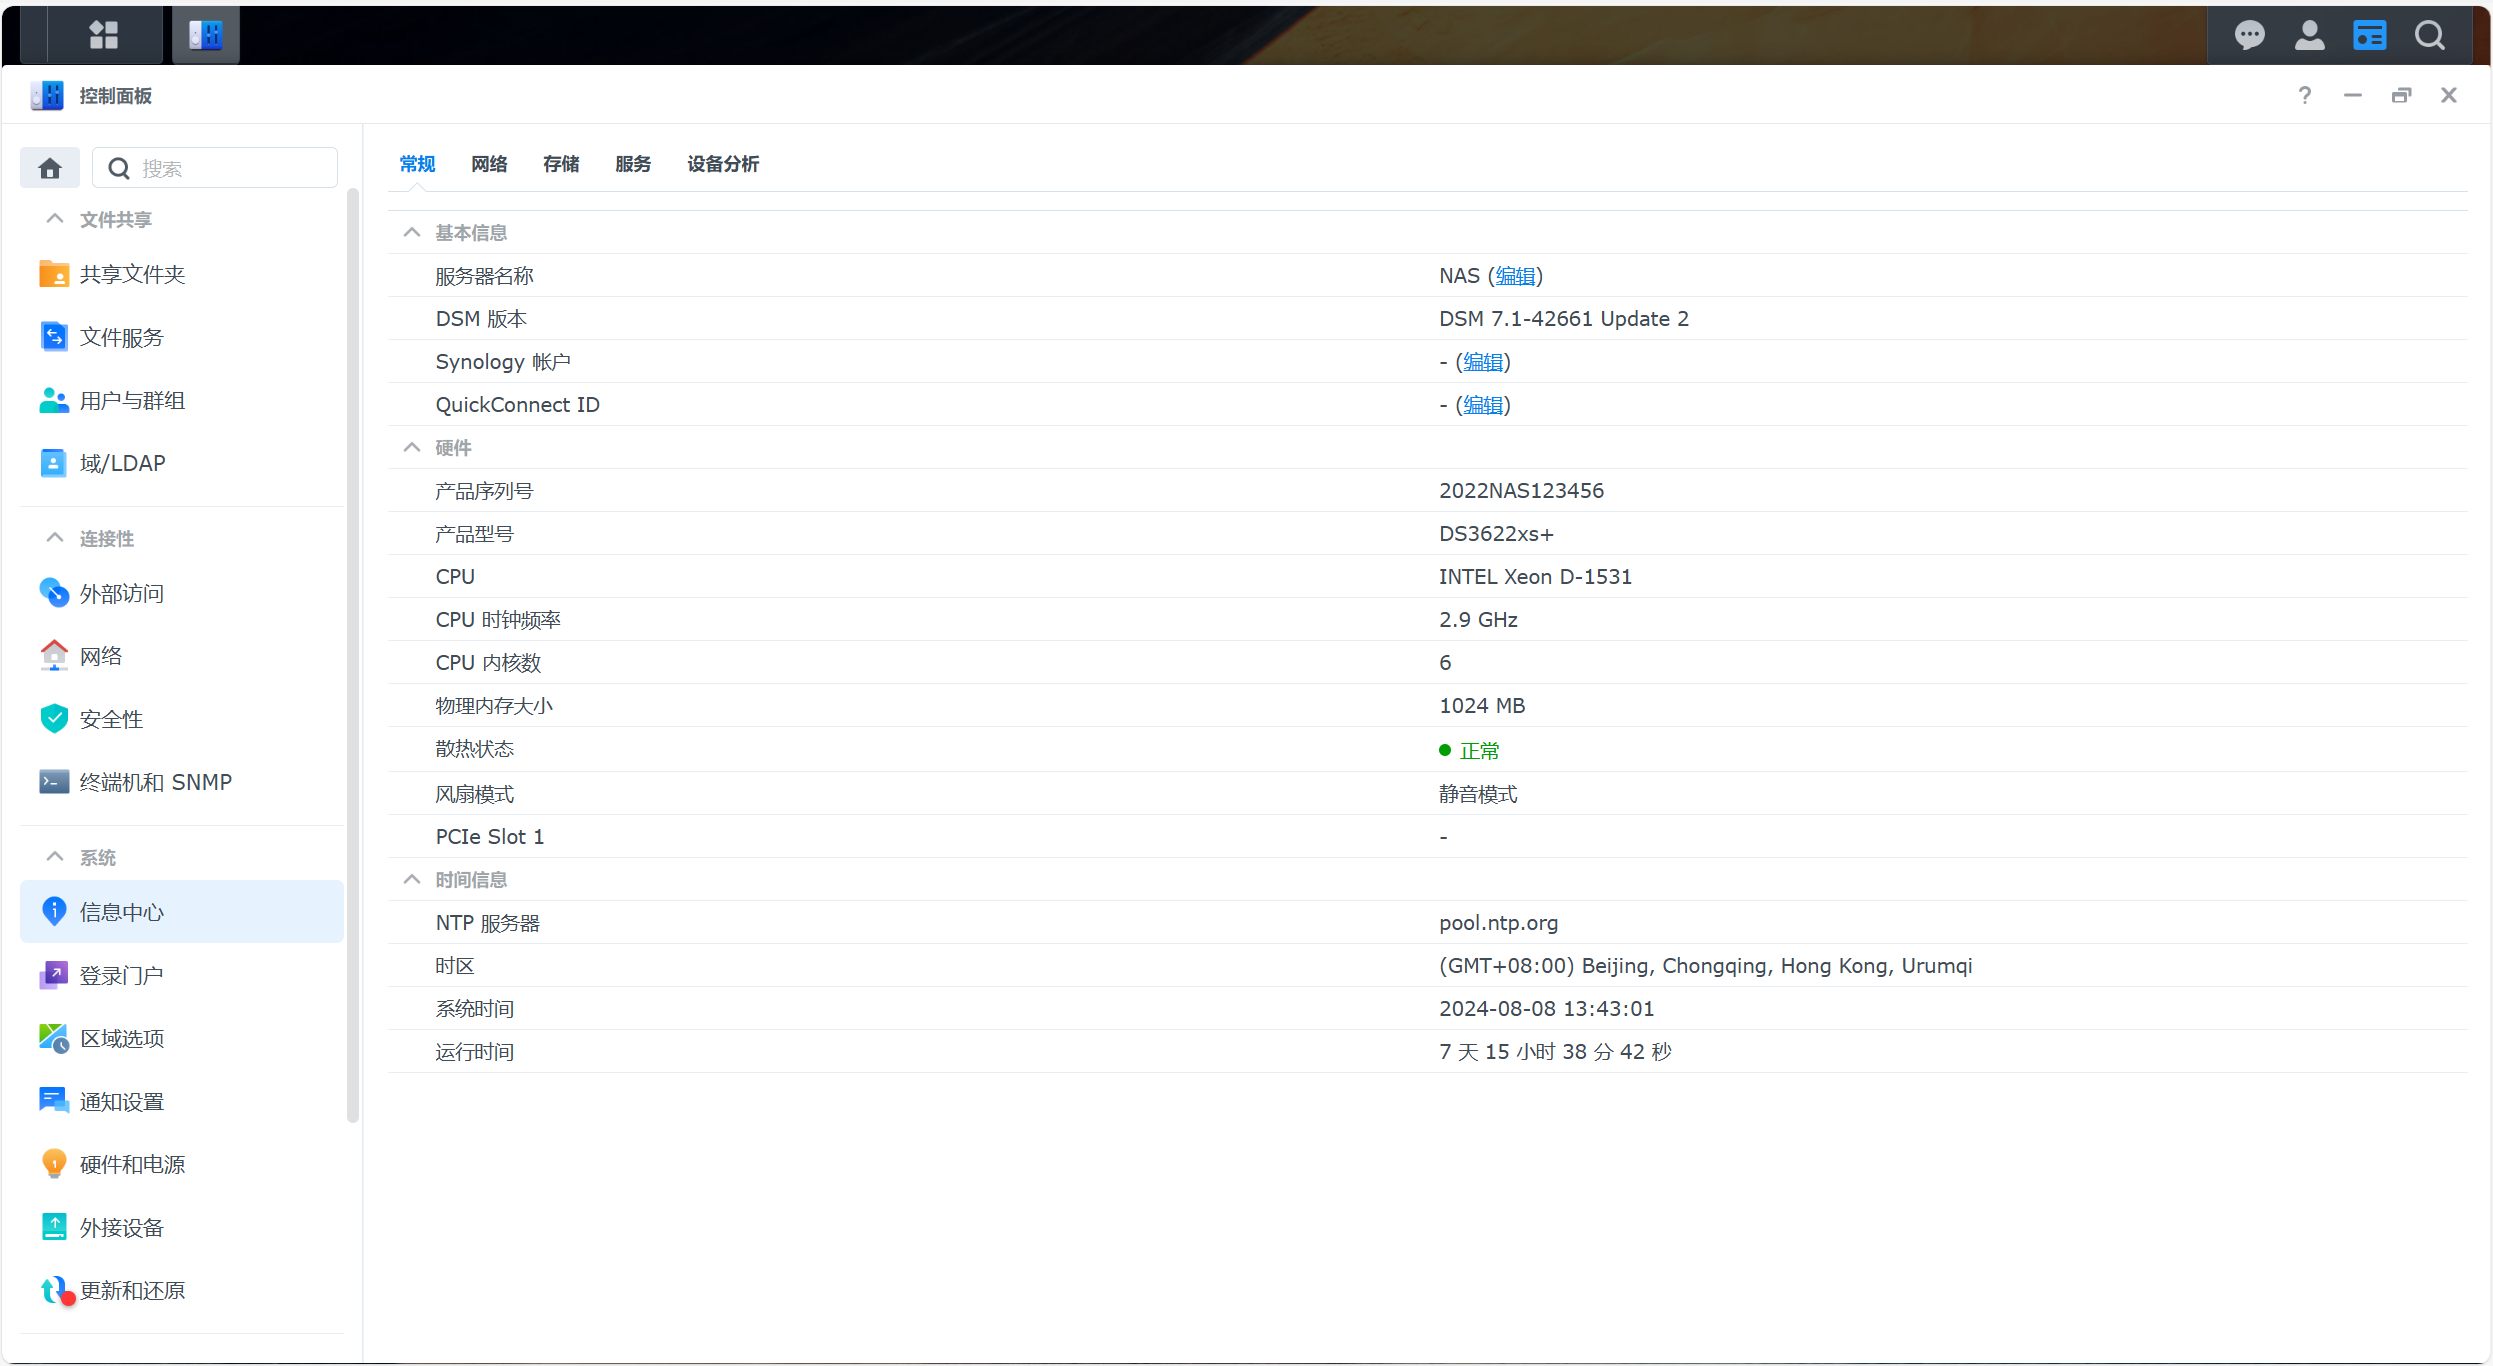 控制面板
搜索
文件共享
共享文件夹
文件服务
用户与群组
域/LDAP
连接性
外部访问
网络
安全性
终端机和 SNMP
系统
信息中心
登录门户
区域选项
通知设置
硬件和电源
外接设备
更新和还原
常规 网络 存储 服务 设备分析
基本信息
服务器名称 NAS (编辑)
DSM 版本 DSM 7.1-42661 Update 2
Synology 帐户 - (编辑)
QuickConnect ID - (编辑)
硬件
产品序列号 2022NAS123456
产品型号 DS3622xs+
CPU INTEL Xeon D-1531
CPU 时钟频率 2.9 GHz
CPU 内核数 6
物理内存大小 1024 MB
散热状态 正常
风扇模式 静音模式
PCIe Slot 1 -
时间信息
NTP 服务器 pool.ntp.org
时区 (GMT+08:00) Beijing, Chongqing, Hong Kong, Urumqi
系统时间 2024-08-08 13:43:01
运行时间 7 天 15 小时 38 分 42 秒